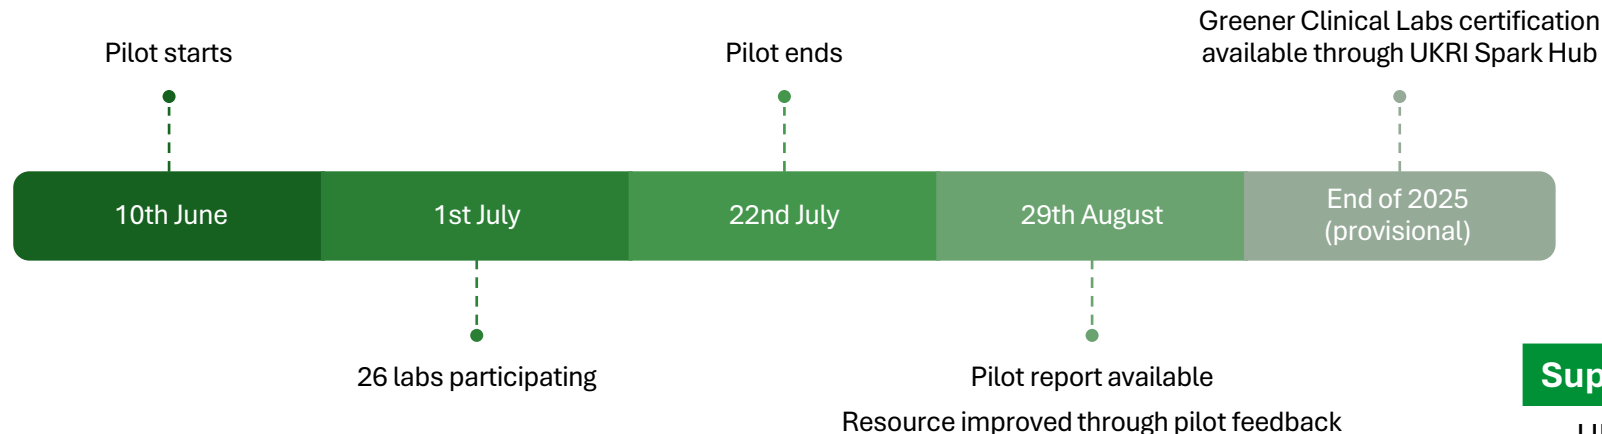 Pilot starts
Pilot ends
Greener Clinical Labs certification
available through UKRI Spark Hub
10th June
1st July
22nd July
29th August
End of 2025
(provisional)
26 labs participating
Pilot report available
Resource improved through pilot feedback